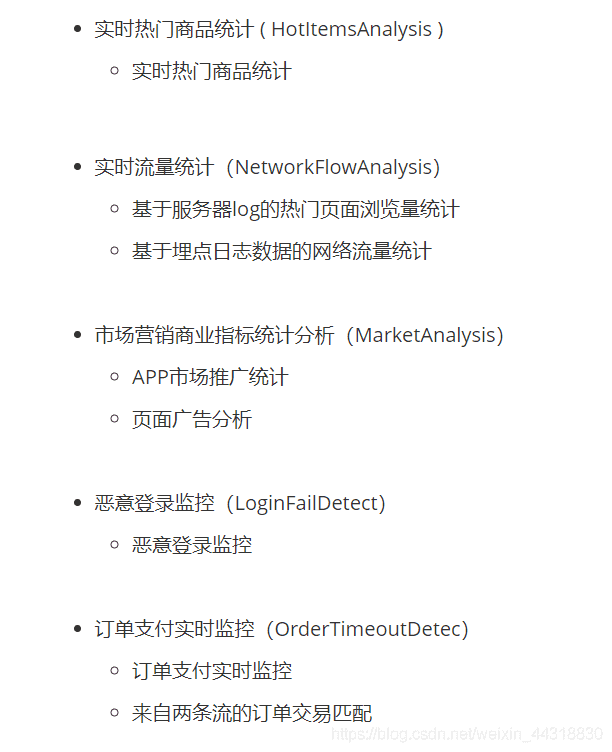 实时热门商品统计 ( HotItemsAnalysis )
实时热门商品统计
实时流量统计（NetworkFlowAnalysis）
基于服务器log的热门页面浏览量统计
基于埋点日志数据的网络流量统计
市场营销商业指标统计分析（MarketAnalysis）
APP市场推广统计
页面广告分析
恶意登录监控（LoginFailDetect）
恶意登录监控
订单支付实时监控（OrderTimeoutDetec）
订单支付实时监控
来自两条流的订单交易匹配
https://blog.csdn.net/weixin_44318830